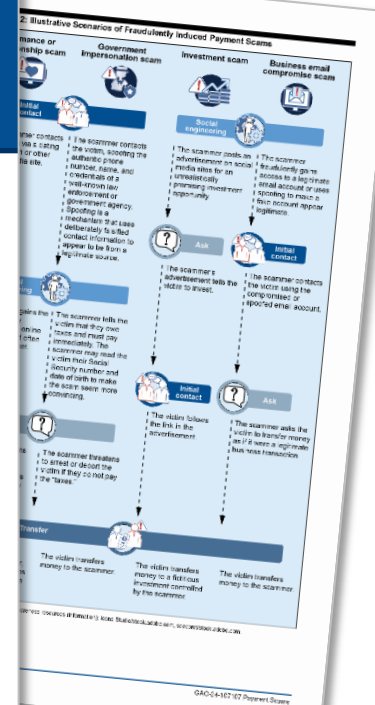 2: Illustrative Scenarios of Fraudulently Induced Payment Scams
mance or
onship scam
Government
impersonation scam
Investment scam
Business email
compromise scam
Initial
contact
The scammer contacts
the victim, spoofing the
authentic phone
number, name, and
credentials of a
well-known law
enforcement or
government agency.
Spoofing is a
mechanism that uses
deliberately falsified
contact information to
appear to be from a
legitimate source.
The scammer tells the
victim that they owe
taxes and must pay
immediately. The
scammer may read the
victim their Social
Security number and
date of birth to make
the scam seem more
convincing.
The scammer threatens
to arrest or deport the
victim if they do not pay
the "taxes."
Social
engineering
The scammer posts an
advertisement on social
media sites for an
unrealistically
promising investment
opportunity.
Ask
The scammer's
advertisement tells the
victim to invest.
Initial
contact
The victim follows
the link in the
advertisement.
The scammer
fraudulently gains
access to a legitimate
email account or uses
spoofing to make a
fake account appear
legitimate.
Initial
contact
The scammer contacts
the victim using the
compromised or
spoofed email account.
Ask
The scammer asks the
victim to transfer money
as if it were a legitimate
business transaction.
Transfer
The victim transfers
money to the scammer.
The victim transfers
money to a fictitious
investment controlled
by the scammer.
The victim transfers
money to the scammer.
GAO-24-107107 Payment Scams